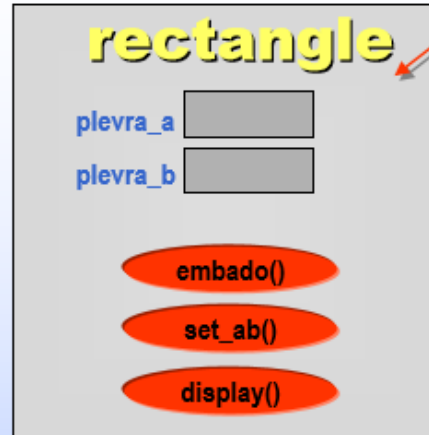 rectangle
plevra_a
plevra_b
embado()
set_ab()
display()